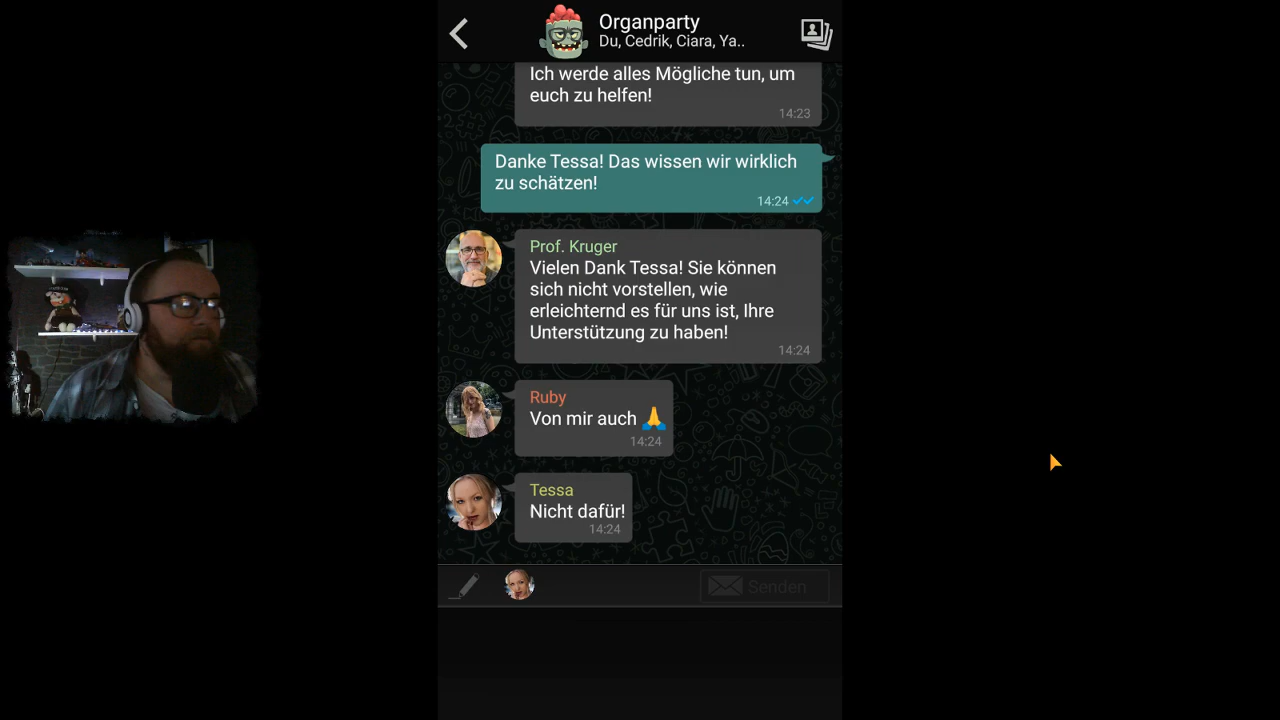 Organparty
Du, Cedrik, Ciara, Ya..
Ich werde alles Mögliche tun, um
euch zu helfen!
14:23
Danke Tessa! Das wissen wir wirklich
zu schätzen!
14:24
Prof. Kruger
Vielen Dank Tessa! Sie können
sich nicht vorstellen, wie
erleichternd es für uns ist, Ihre
Unterstützung zu haben!
14:24
Ruby
Von mir auch 🙏
14:24
Tessa
Nicht dafür!
14:24
Senden